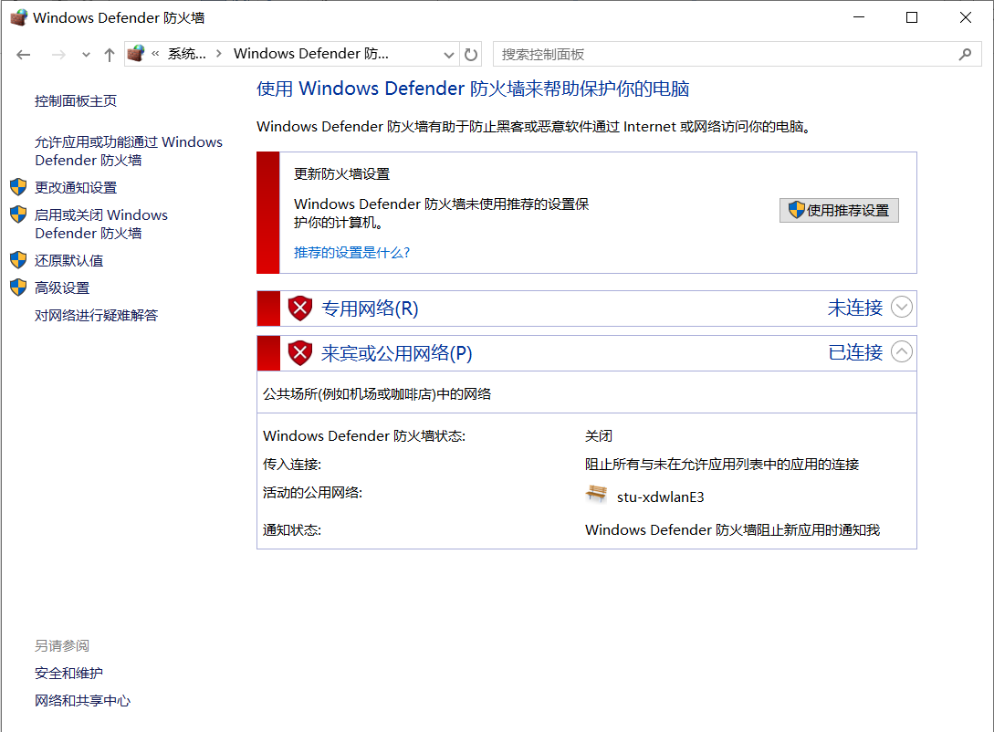 Windows Defender 防火墙
« 系统... > Windows Defender 防...
搜索控制面板
控制面板主页
允许应用或功能通过 Windows
Defender 防火墙
更改通知设置
启用或关闭 Windows
Defender 防火墙
还原默认值
高级设置
对网络进行疑难解答
使用 Windows Defender 防火墙来帮助保护你的电脑
Windows Defender 防火墙有助于防止黑客或恶意软件通过 Internet 或网络访问你的电脑。
更新防火墙设置
Windows Defender 防火墙未使用推荐的设置保
护你的计算机。
使用推荐设置
推荐的设置是什么?
专用网络(R) 未连接
来宾或公用网络(P) 已连接
公共场所(例如机场或咖啡店)中的网络
Windows Defender 防火墙状态: 关闭
传入连接: 阻止所有与未在允许应用列表中的应用的连接
活动的公用网络: stu-xdwlanE3
通知状态: Windows Defender 防火墙阻止新应用时通知我
另请参阅
安全和维护
网络和共享中心